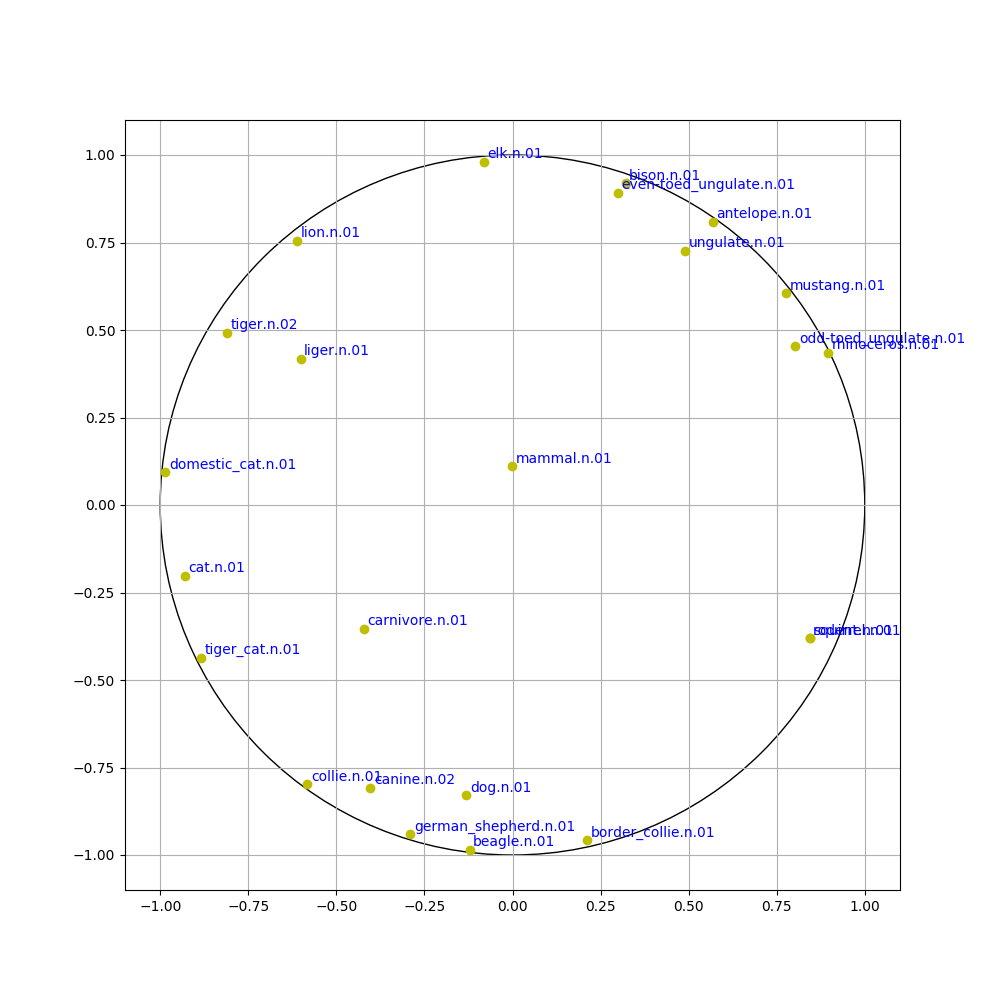 elk.n.01
bison.n.01
even-toed_ungulate.n.01
antelope.n.01
lion.n.01
ungulate.n.01
mustang.n.01
tiger.n.02
odd-toed_ungulate.n.01
rhinoceros.n.01
liger.n.01
domestic_cat.n.01
mammal.n.01
cat.n.01
carnivore.n.01
tiger_cat.n.01
collie.n.01
canine.n.02
dog.n.01
german_shepherd.n.01
border_collie.n.01
beagle.n.01
1.00
0.75
0.50
0.25
0.00
−0.25
−0.50
−0.75
−1.00
−1.00 −0.75 −0.50 −0.25 0.00 0.25 0.50 0.75 1.00